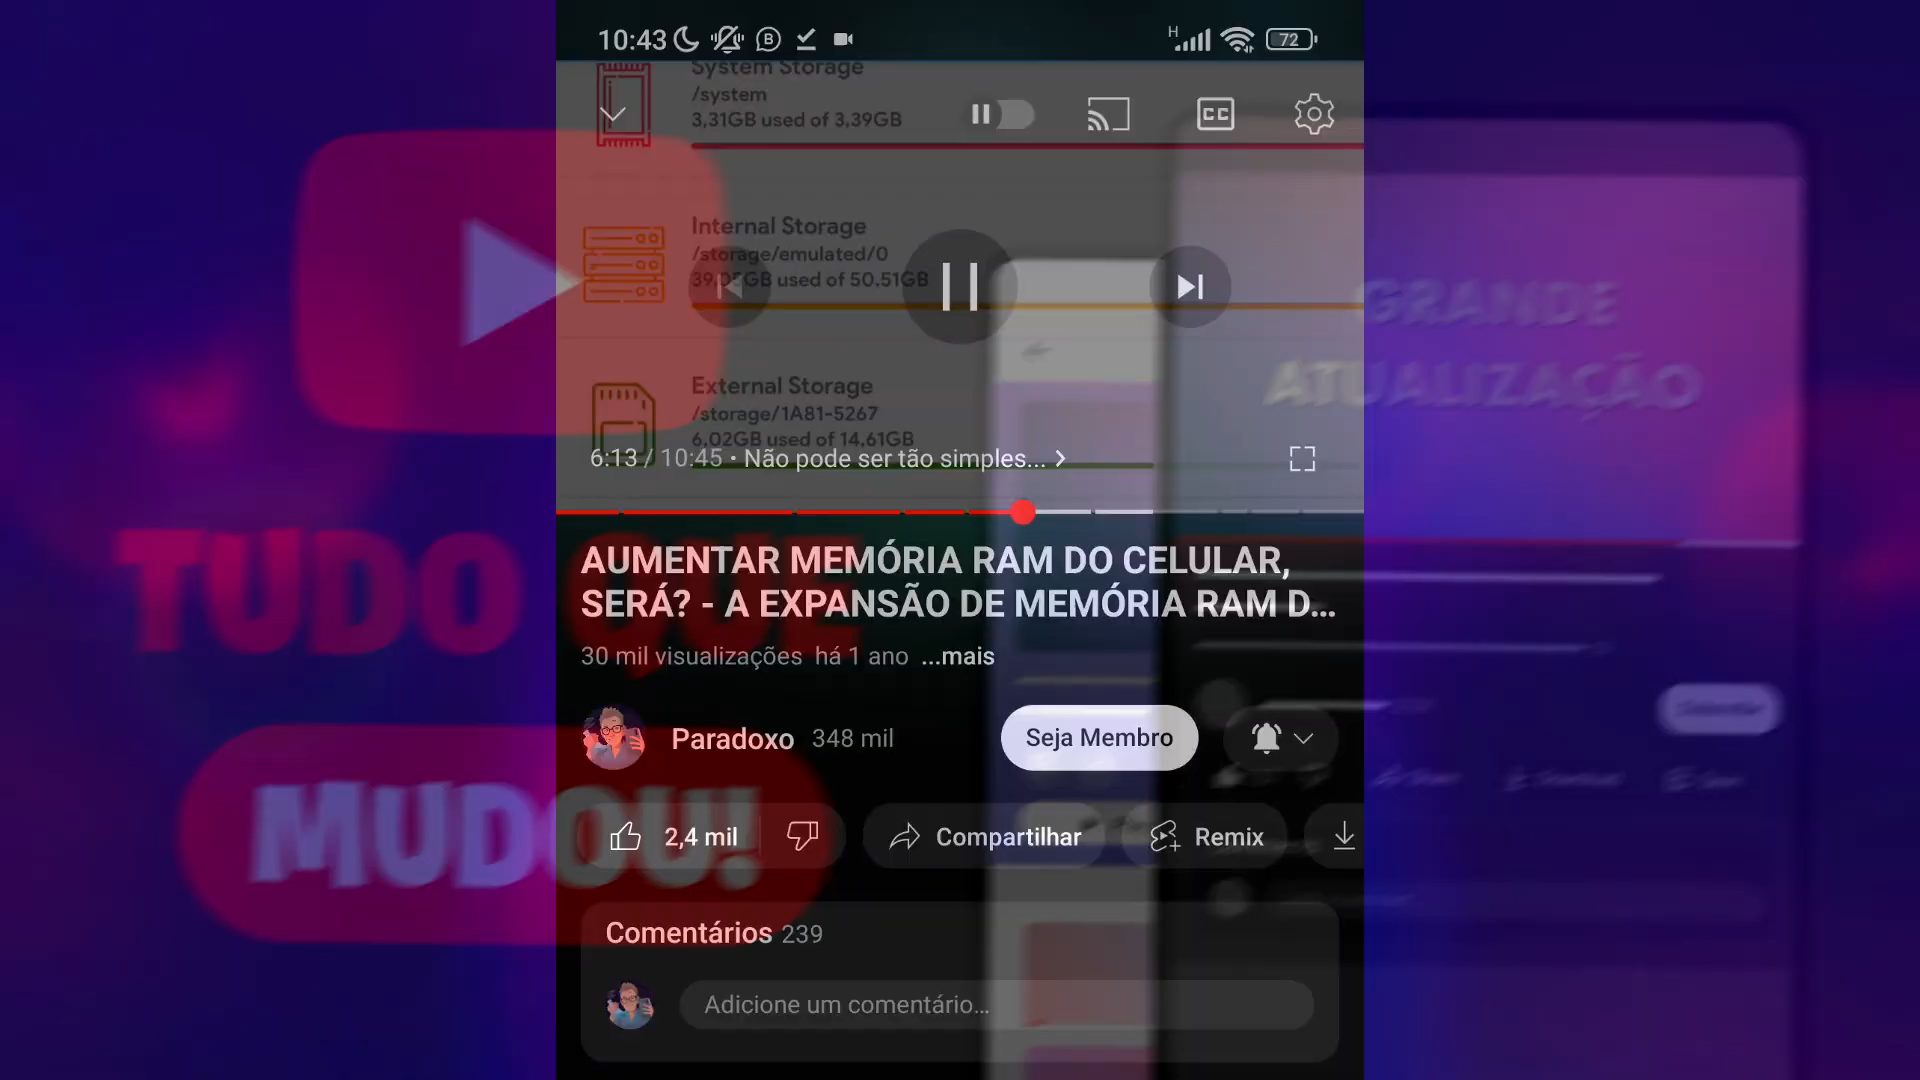 10:43
H
72
System Storage
/system
3,31GB used of 3,39GB
CC
Internal Storage
/storage/emulated/0
39,05GB used of 50,51GB
GRANDE
ATUALIZAÇÃO
External Storage
/storage/1A81-5267
6,02GB used of 14,61GB
6:13 / 10:45 • Não pode ser tão simples...
TUDO QUE
MUDOU!
AUMENTAR MEMÓRIA RAM DO CELULAR,
SERÁ? - A EXPANSÃO DE MEMÓRIA RAM D...
30 mil visualizações há 1 ano ...mais
Paradoxo 348 mil
Seja Membro
2,4 mil
Compartilhar
Remix
Comentários 239
Adicione um comentário...